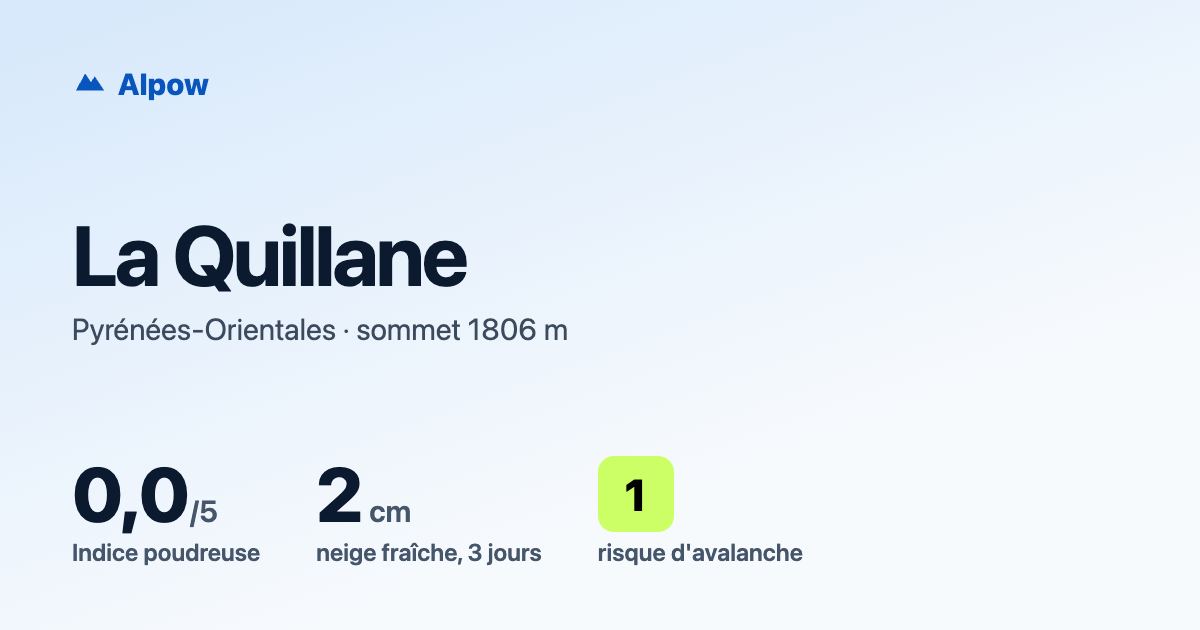 Alpow
La Quillane
Pyrénées-Orientales · sommet 1806 m
0,0/5
Indice poudreuse
2 cm
neige fraîche, 3 jours
1
risque d'avalanche